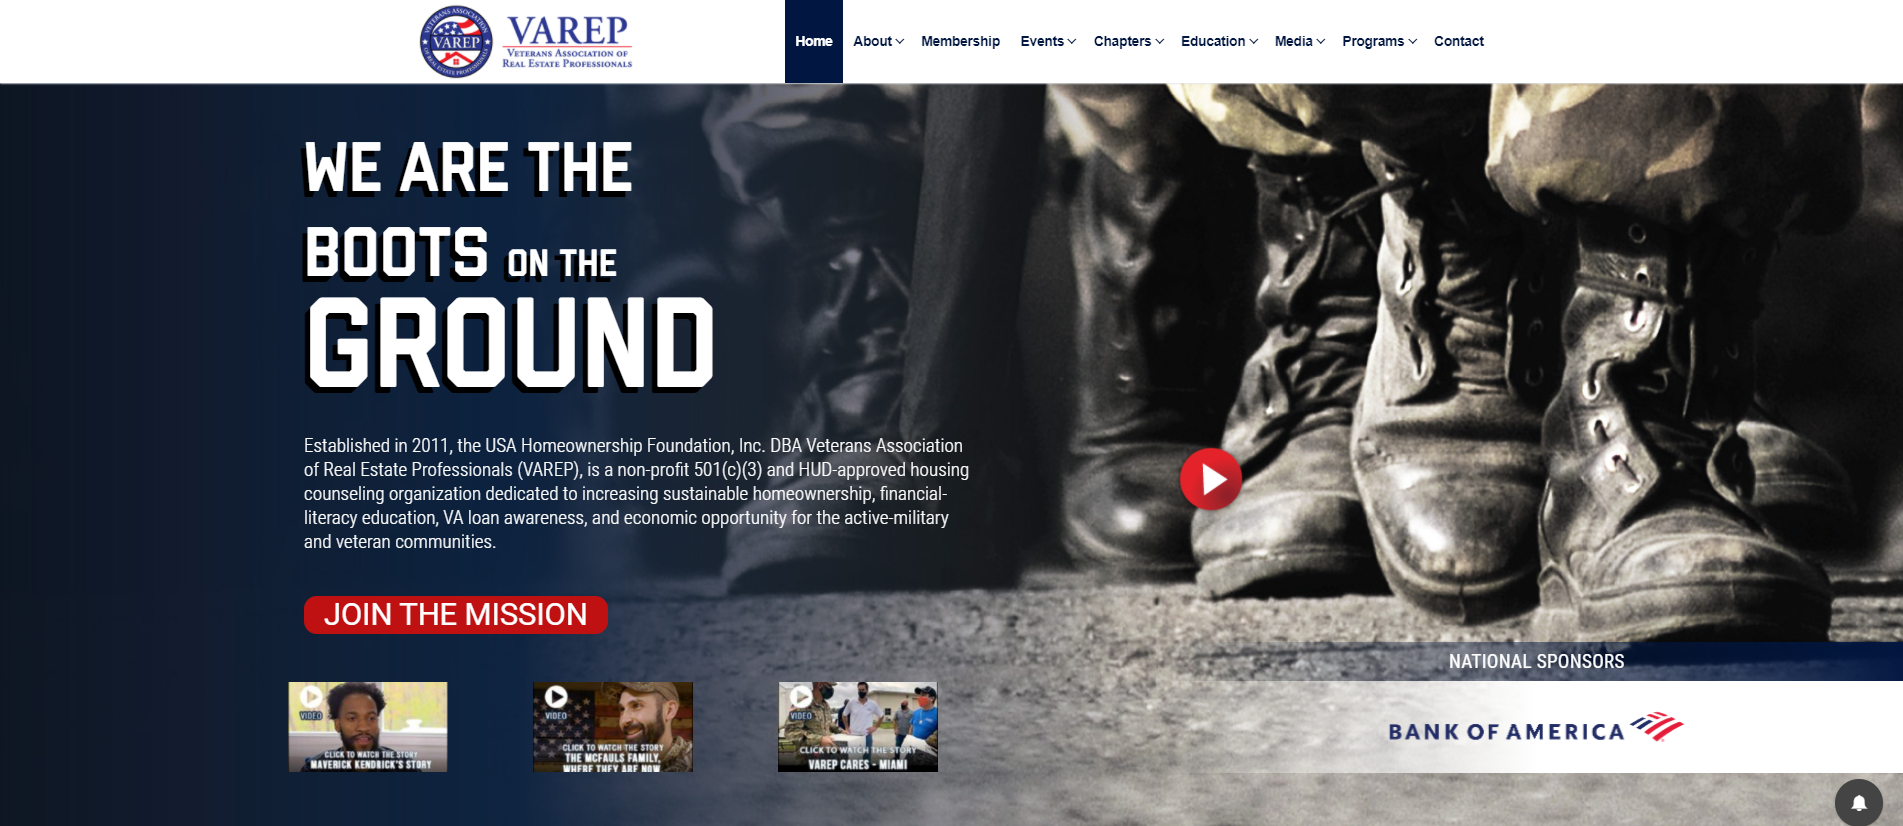 VETERANS ASSOCIATION
VAREP
OF REAL ESTATE PROFESSIONALS
VAREP
VETERANS ASSOCIATION OF
REAL ESTATE PROFESSIONALS
Home About Membership Events Chapters Education Media Programs Contact
WE ARE THE
BOOTS ON THE
GROUND
Established in 2011, the USA Homeownership Foundation, Inc. DBA Veterans Association
of Real Estate Professionals (VAREP), is a non-profit 501(c)(3) and HUD-approved housing
counseling organization dedicated to increasing sustainable homeownership, financial-
literacy education, VA loan awareness, and economic opportunity for the active-military
and veteran communities.
JOIN THE MISSION
VIDEO
CLICK TO WATCH THE STORY
MAVERICK KENDRICK'S STORY
VIDEO
CLICK TO WATCH THE STORY
THE MCFAULS FAMILY,
WHERE THEY ARE NOW
VIDEO
CLICK TO WATCH THE STORY
VAREP CARES - MIAMI
NATIONAL SPONSORS
BANK OF AMERICA